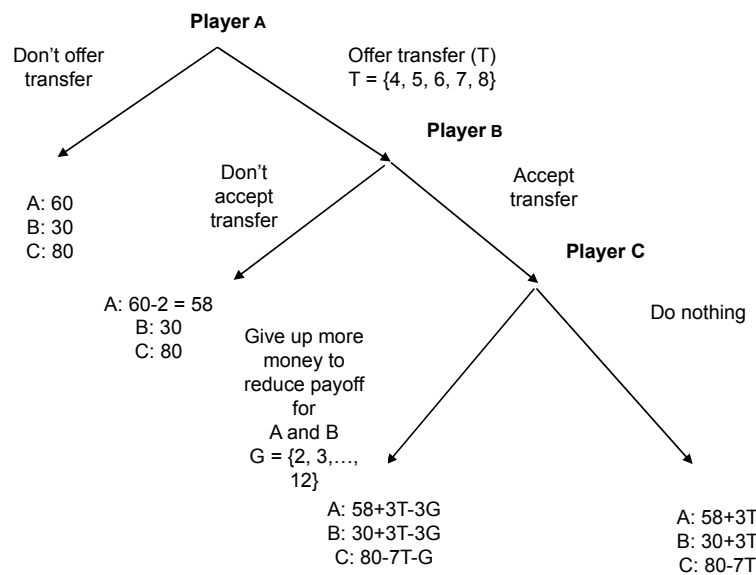 Player A
Don’t offer
transfer
Offer transfer (T)
T = {4, 5, 6, 7, 8}
Player B
Don’t
accept
transfer
Accept
transfer
A: 60
B: 30
C: 80
Player C
A: 60-2 = 58
B: 30
C: 80
Do nothing
Give up more
money to
reduce payoff
for
A and B
G = {2, 3,…,
12}
A: 58+3T-3G
B: 30+3T-3G
C: 80-7T-G
A: 58+3T
B: 30+3T
C: 80-7T